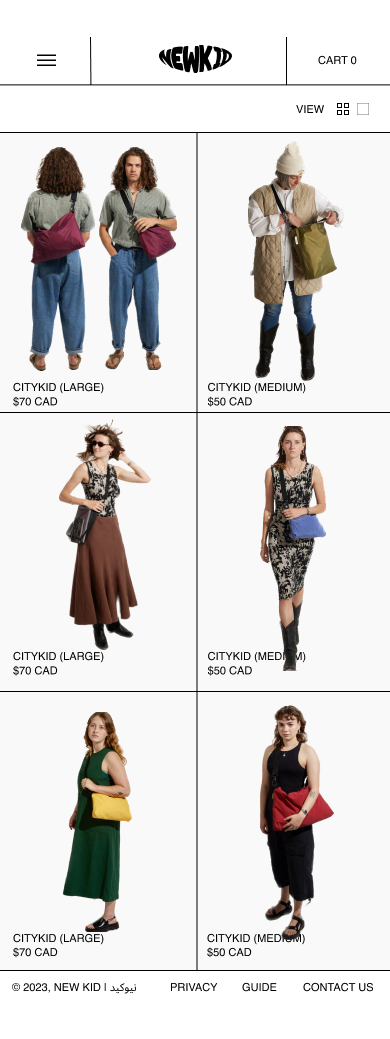 NEWKID
CART 0
VIEW
CITYKID (LARGE)
$70 CAD
CITYKID (MEDIUM)
$50 CAD
CITYKID (LARGE)
$70 CAD
CITYKID (MEDIUM)
$50 CAD
CITYKID (LARGE)
$70 CAD
CITYKID (MEDIUM)
$50 CAD
© 2023, NEW KID | نيوكيد PRIVACY GUIDE CONTACT US